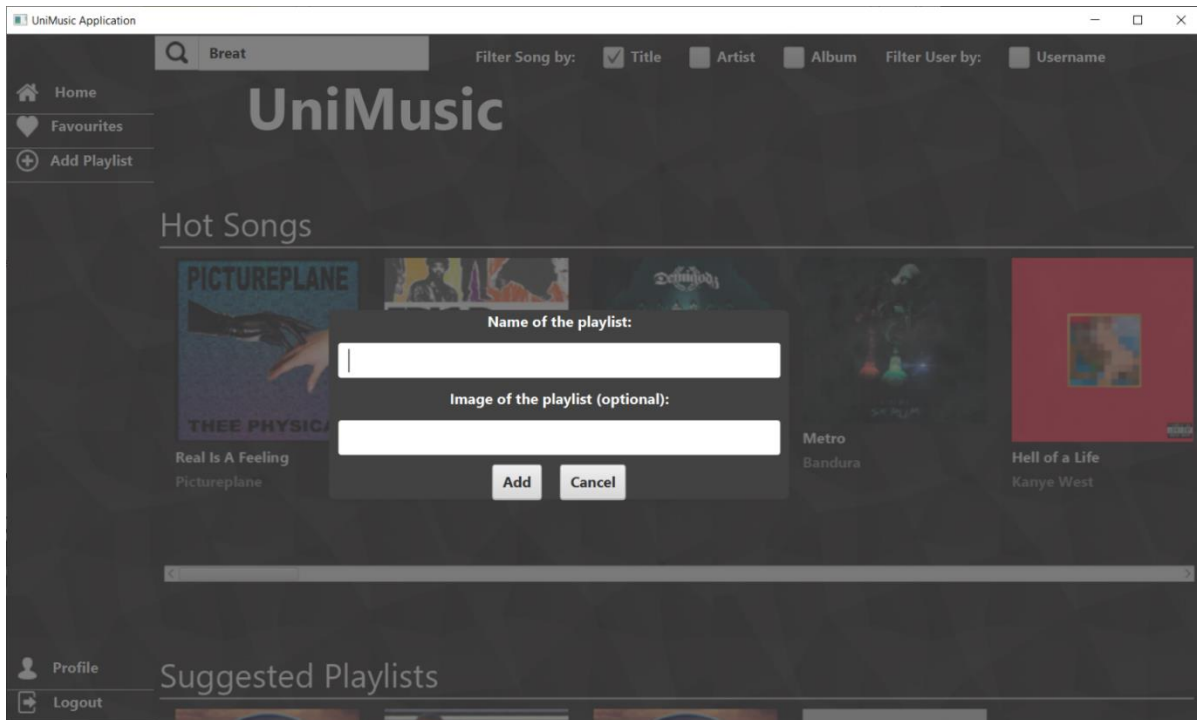 UniMusic Application
Breat
Filter Song by: Title Artist Album Filter User by: Username
Home
Favourites
Add Playlist
UniMusic
Hot Songs
PICTUREPLANE
Demigodz
Name of the playlist:
Image of the playlist (optional):
Add Cancel
THEE PHYSICA
Real Is A Feeling
Pictureplane
Metro
Bandura
Hell of a Life
Kanye West
Profile
Logout
Suggested Playlists